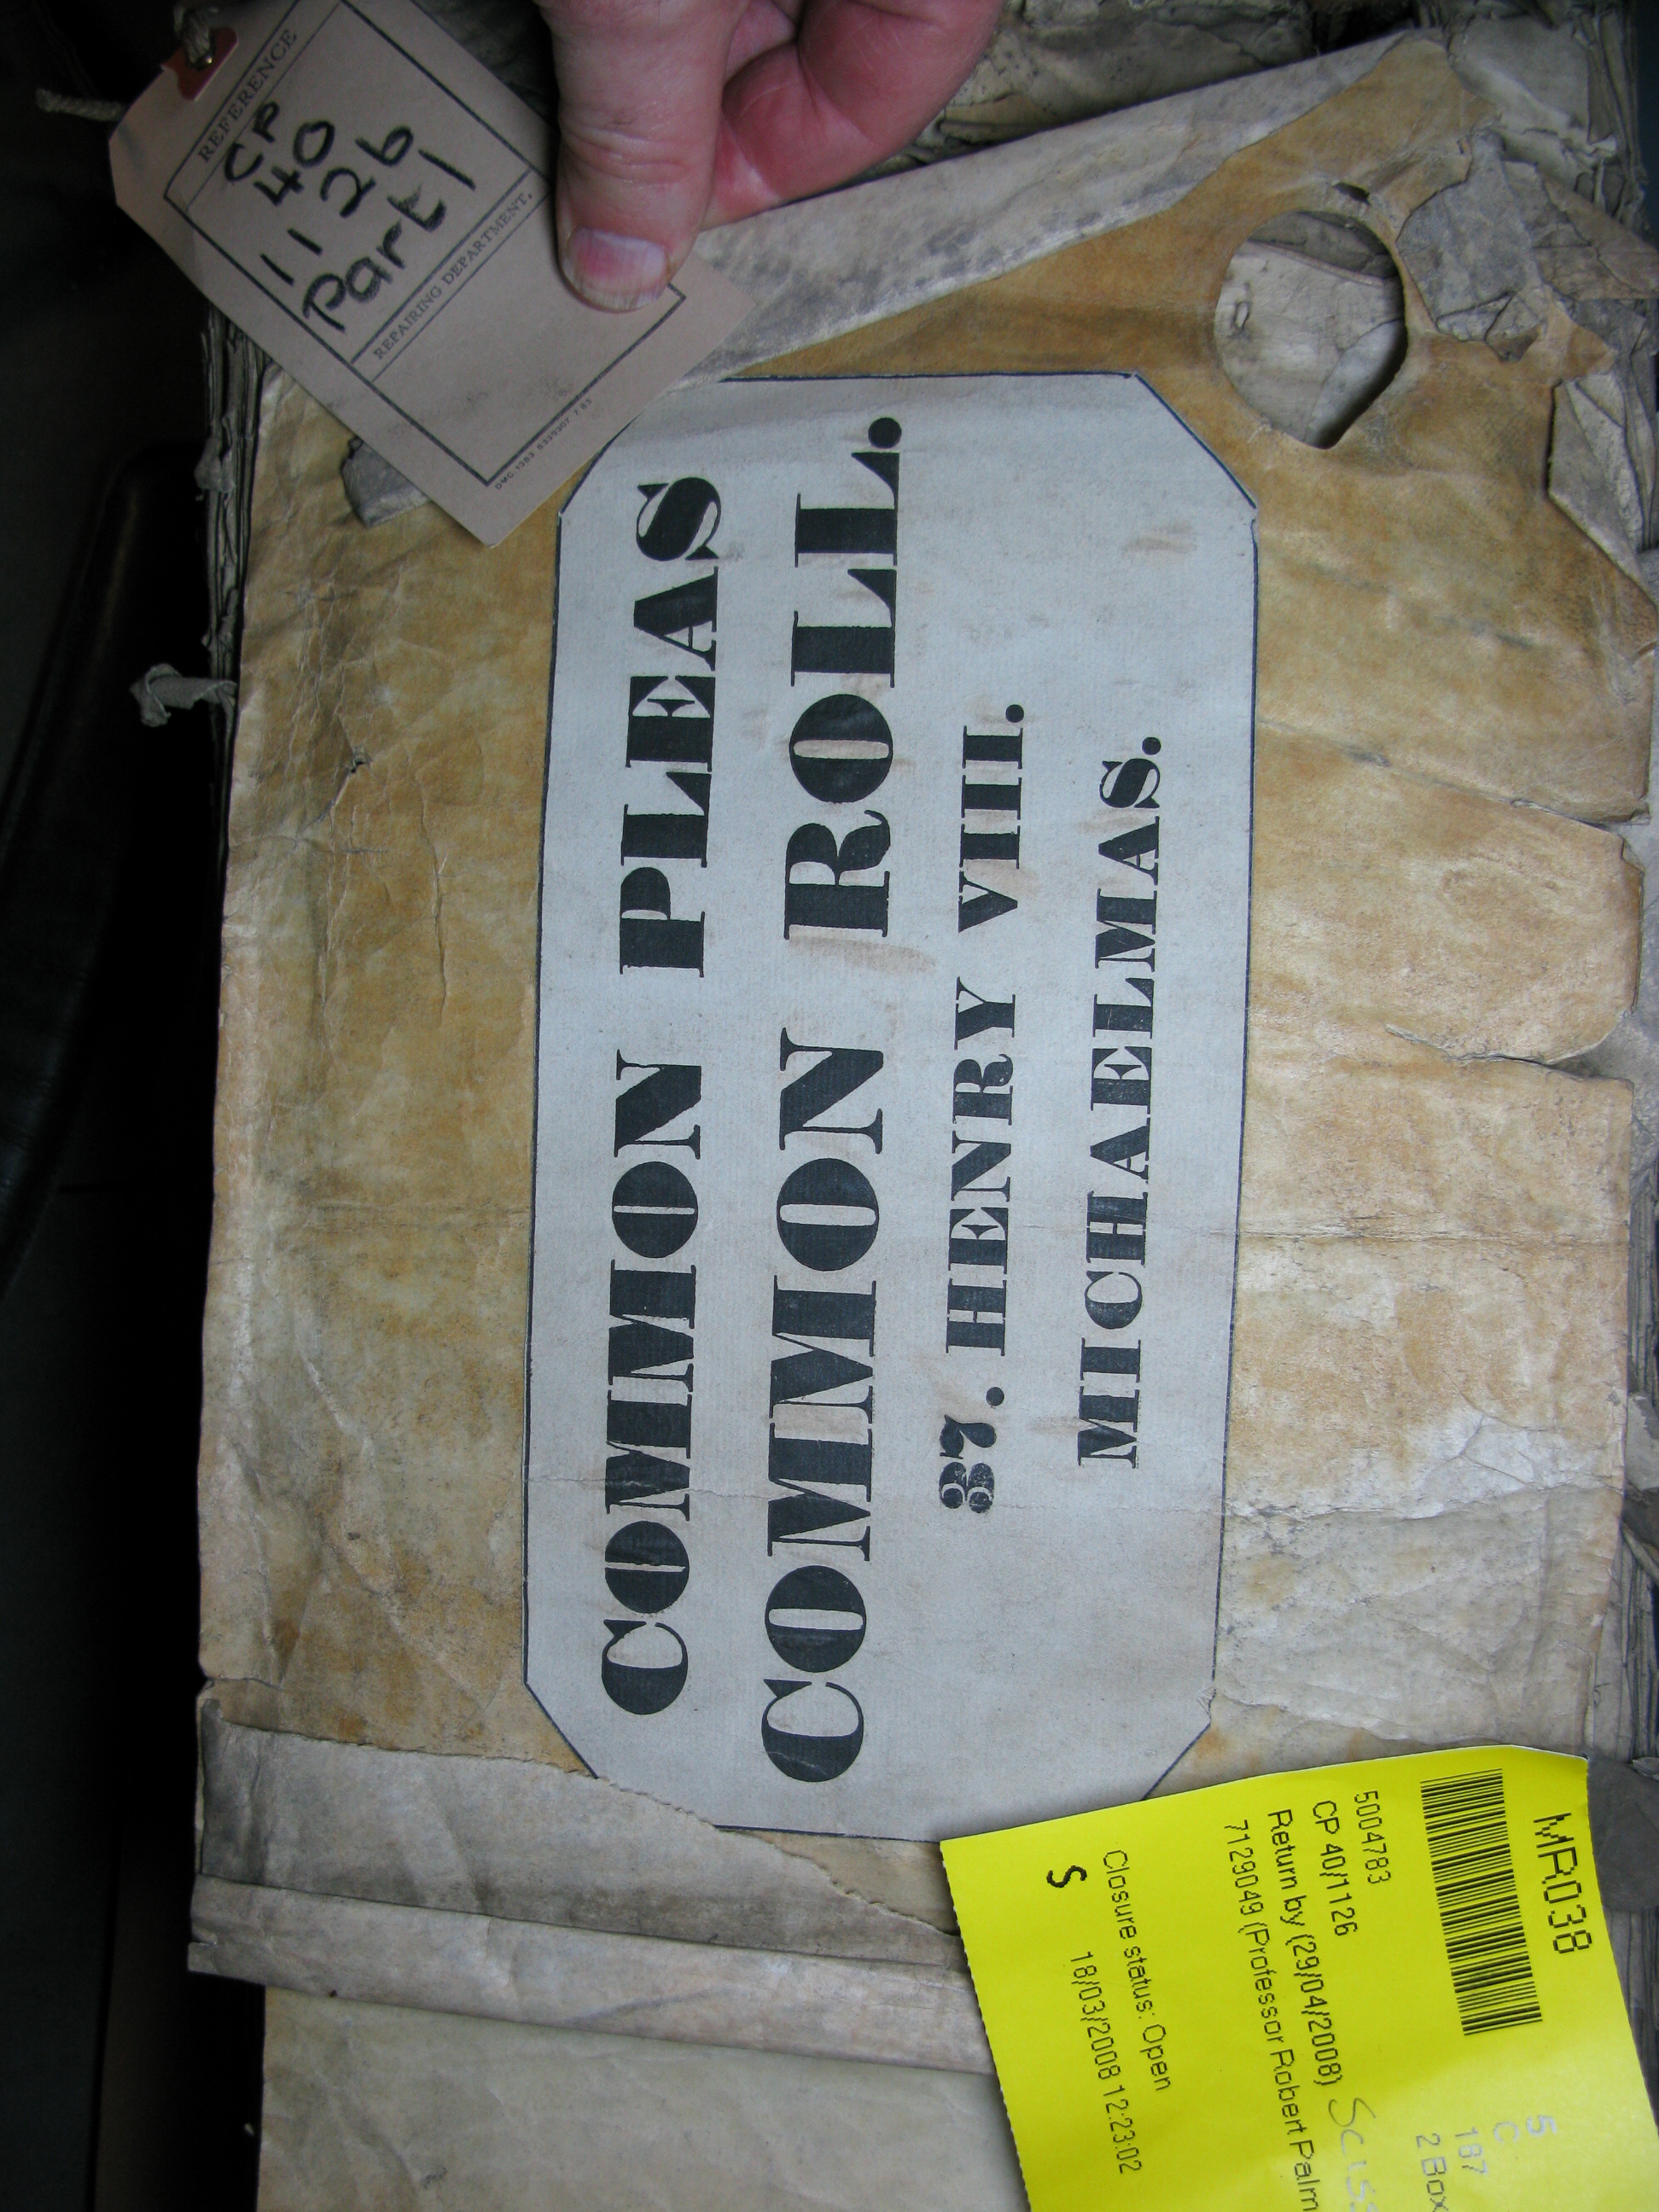 REFERENCE
CP
40
1126
Part 1
REPAIRING DEPARTMENT.
COMMON PLEAS
COMMON ROLL.
37. HENRY VIII.
MICHAELMAS.
MR038
5004783
CP 40/1126
Return by (29/04/2008)
7129049 (Professor Robert Palm
Closure status: Open
S 18/03/2008 12:23:02
5
C
187
2 Box